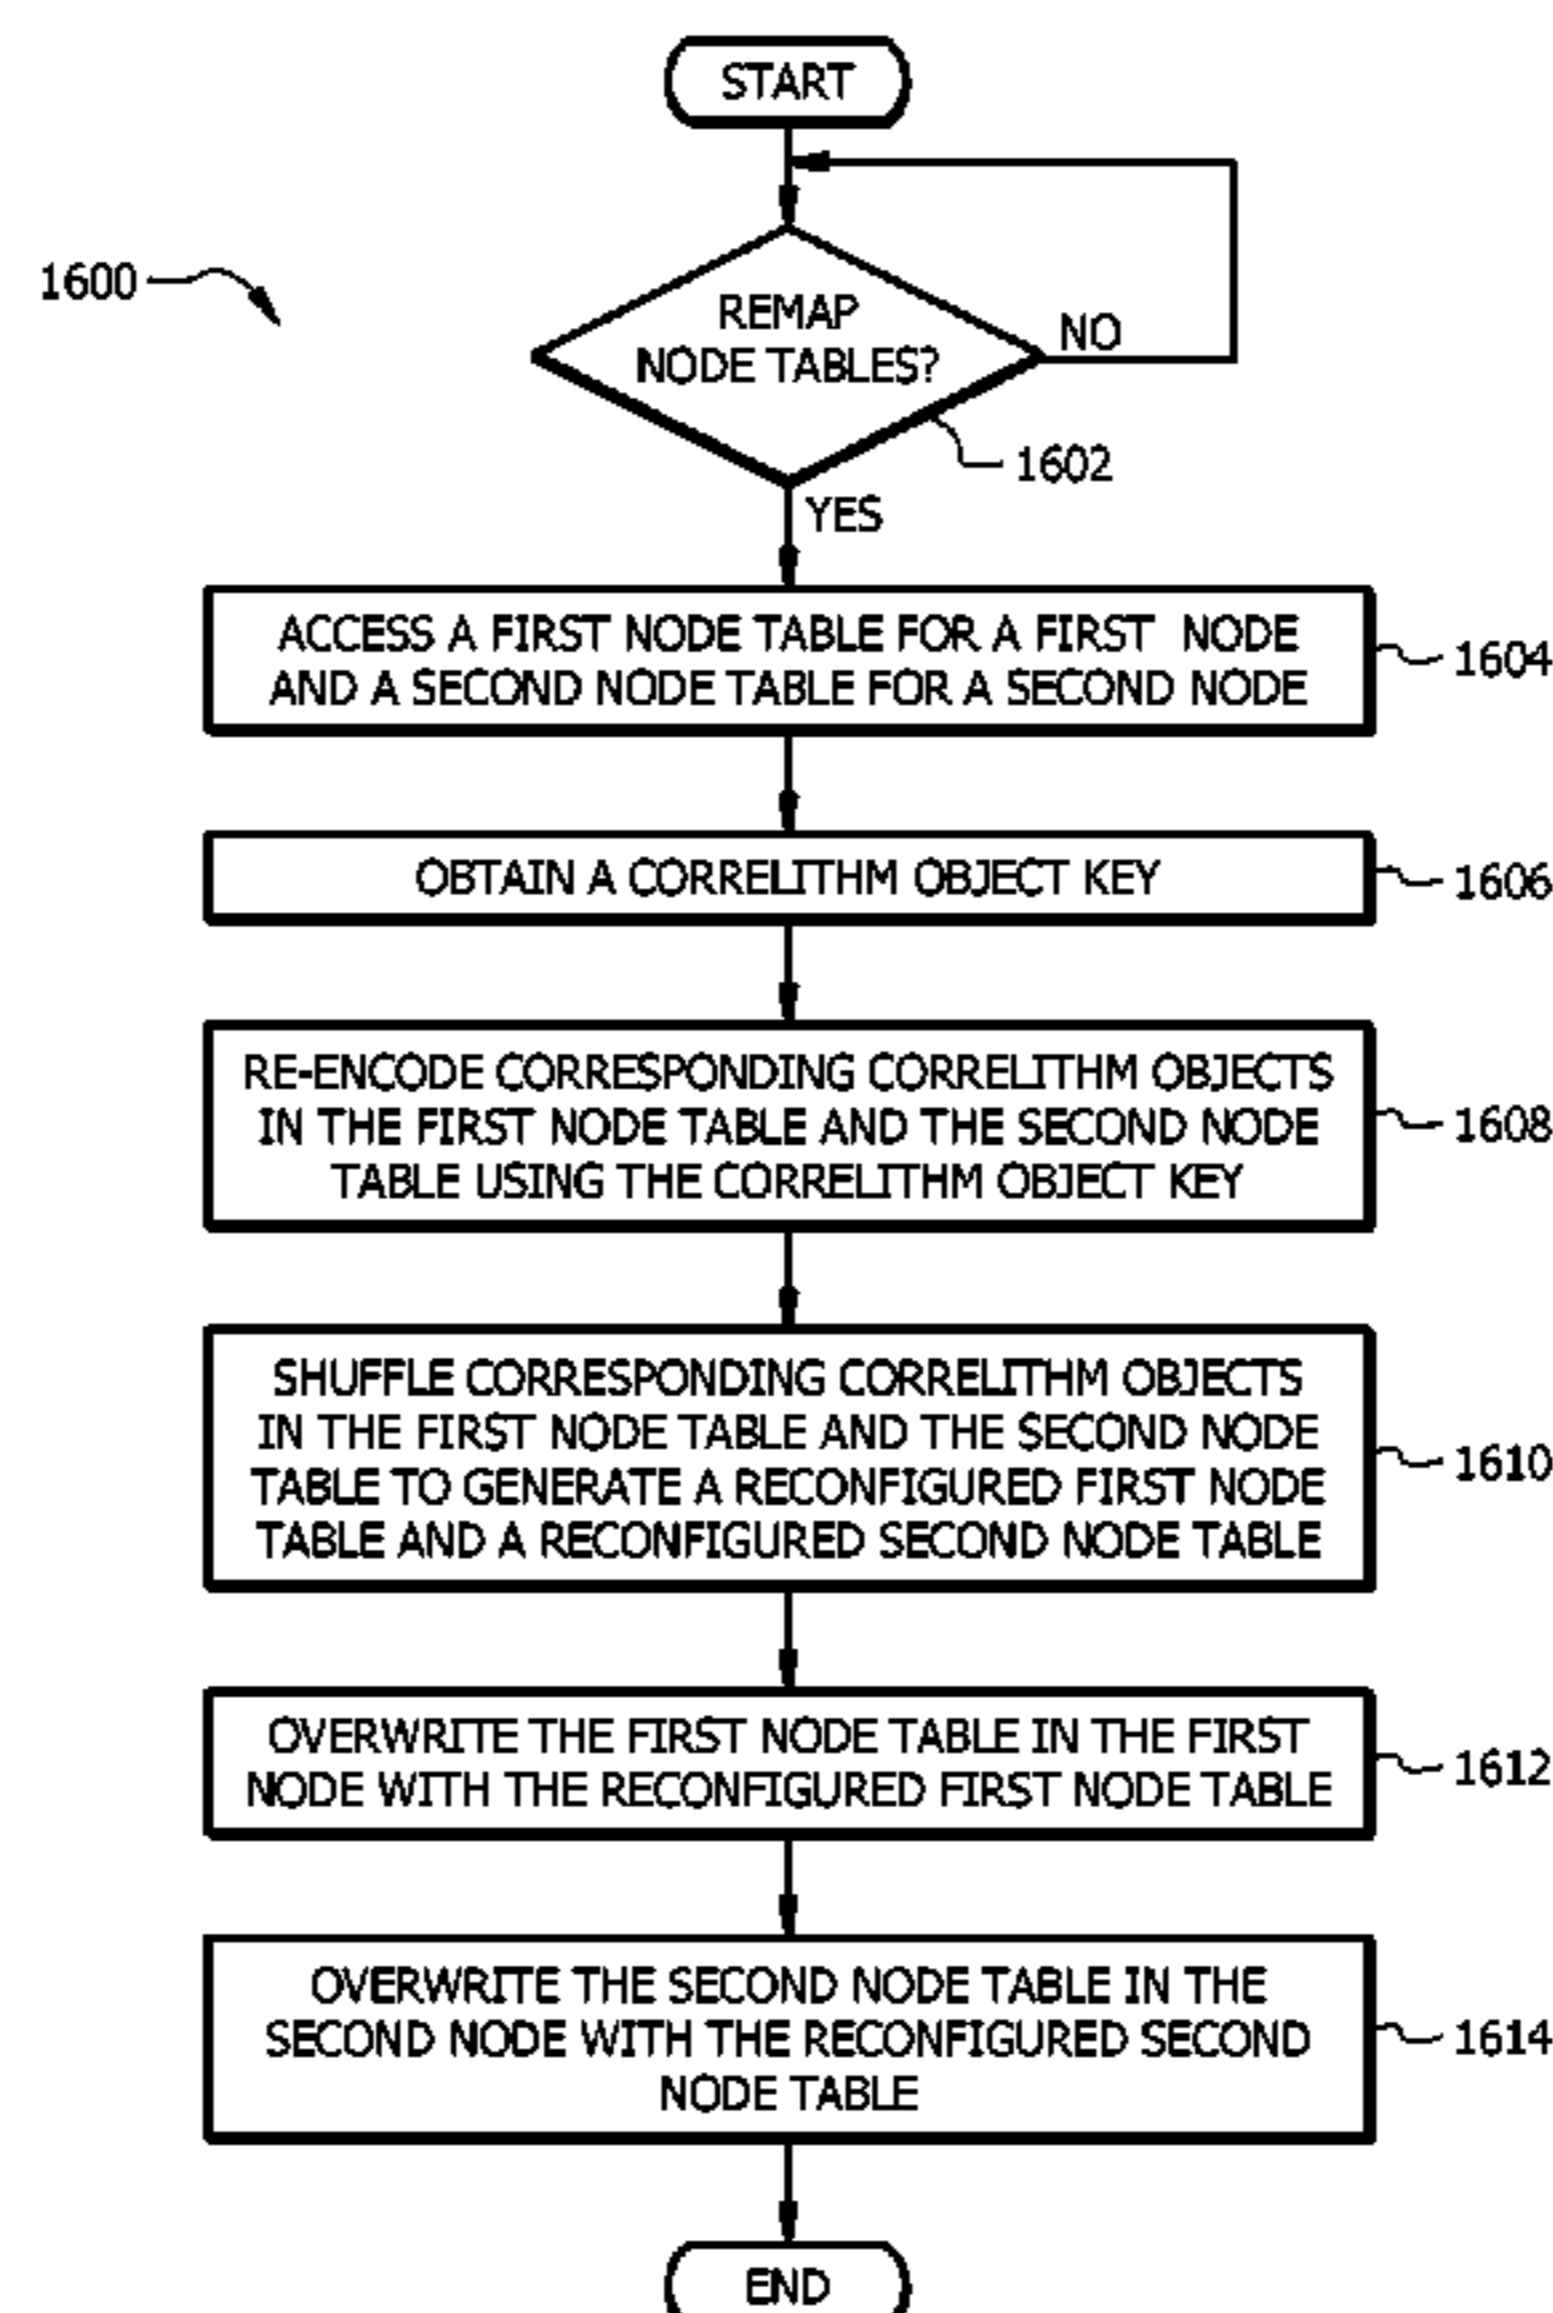 START
1600
REMAP
NODE TABLES?
NO
1602
YES
ACCESS A FIRST NODE TABLE FOR A FIRST NODE
AND A SECOND NODE TABLE FOR A SECOND NODE
1604
OBTAIN A CORRELITHM OBJECT KEY
1606
RE-ENCODE CORRESPONDING CORRELITHM OBJECTS
IN THE FIRST NODE TABLE AND THE SECOND NODE
TABLE USING THE CORRELITHM OBJECT KEY
1608
SHUFFLE CORRESPONDING CORRELITHM OBJECTS
IN THE FIRST NODE TABLE AND THE SECOND NODE
TABLE TO GENERATE A RECONFIGURED FIRST NODE
TABLE AND A RECONFIGURED SECOND NODE TABLE
1610
OVERWRITE THE FIRST NODE TABLE IN THE FIRST
NODE WITH THE RECONFIGURED FIRST NODE TABLE
1612
OVERWRITE THE SECOND NODE TABLE IN THE
SECOND NODE WITH THE RECONFIGURED SECOND
NODE TABLE
1614
END